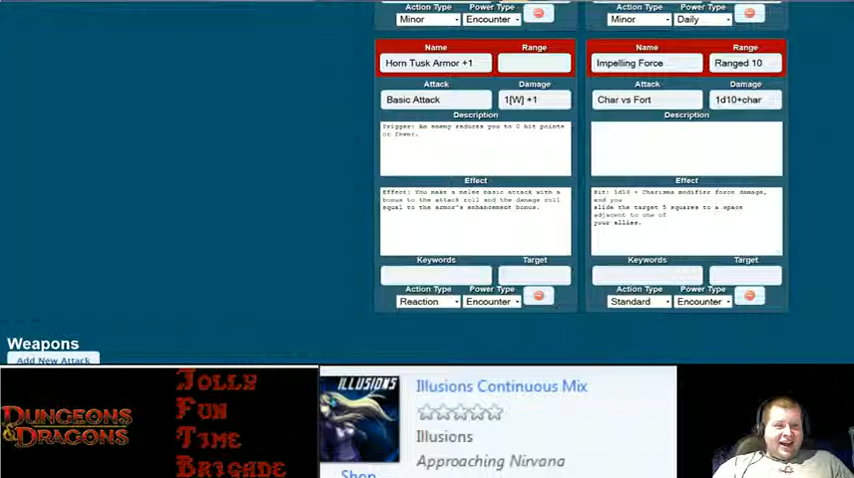 Action Type Power Type
Minor Encounter
Action Type Power Type
Minor Daily
Name Range
Horn Tusk Armor +1
Attack Damage
Basic Attack 1[W] +1
Description
Trigger: An enemy reduces you to 0 hit points
or fewer.
Effect
Effect: You make a melee basic attack with a
bonus to the attack roll and the damage roll
equal to the armor's enhancement bonus.
Keywords Target
Action Type Power Type
Reaction Encounter
Name Range
Impelling Force Ranged 10
Attack Damage
Char vs Fort 1d10+char
Description
Effect
Hit: 1d10 + Charisma modifier force damage,
and you
slide the target 5 squares to a space
adjacent to one of
your allies.
Keywords Target
Action Type Power Type
Standard Encounter
Weapons
Add New Attack
DUNGEONS
& DRAGONS
JOLLY
FUN
TIME
BRIGADE
ILLUSIONS
Shop
Illusions Continuous Mix
Illusions
Approaching Nirvana